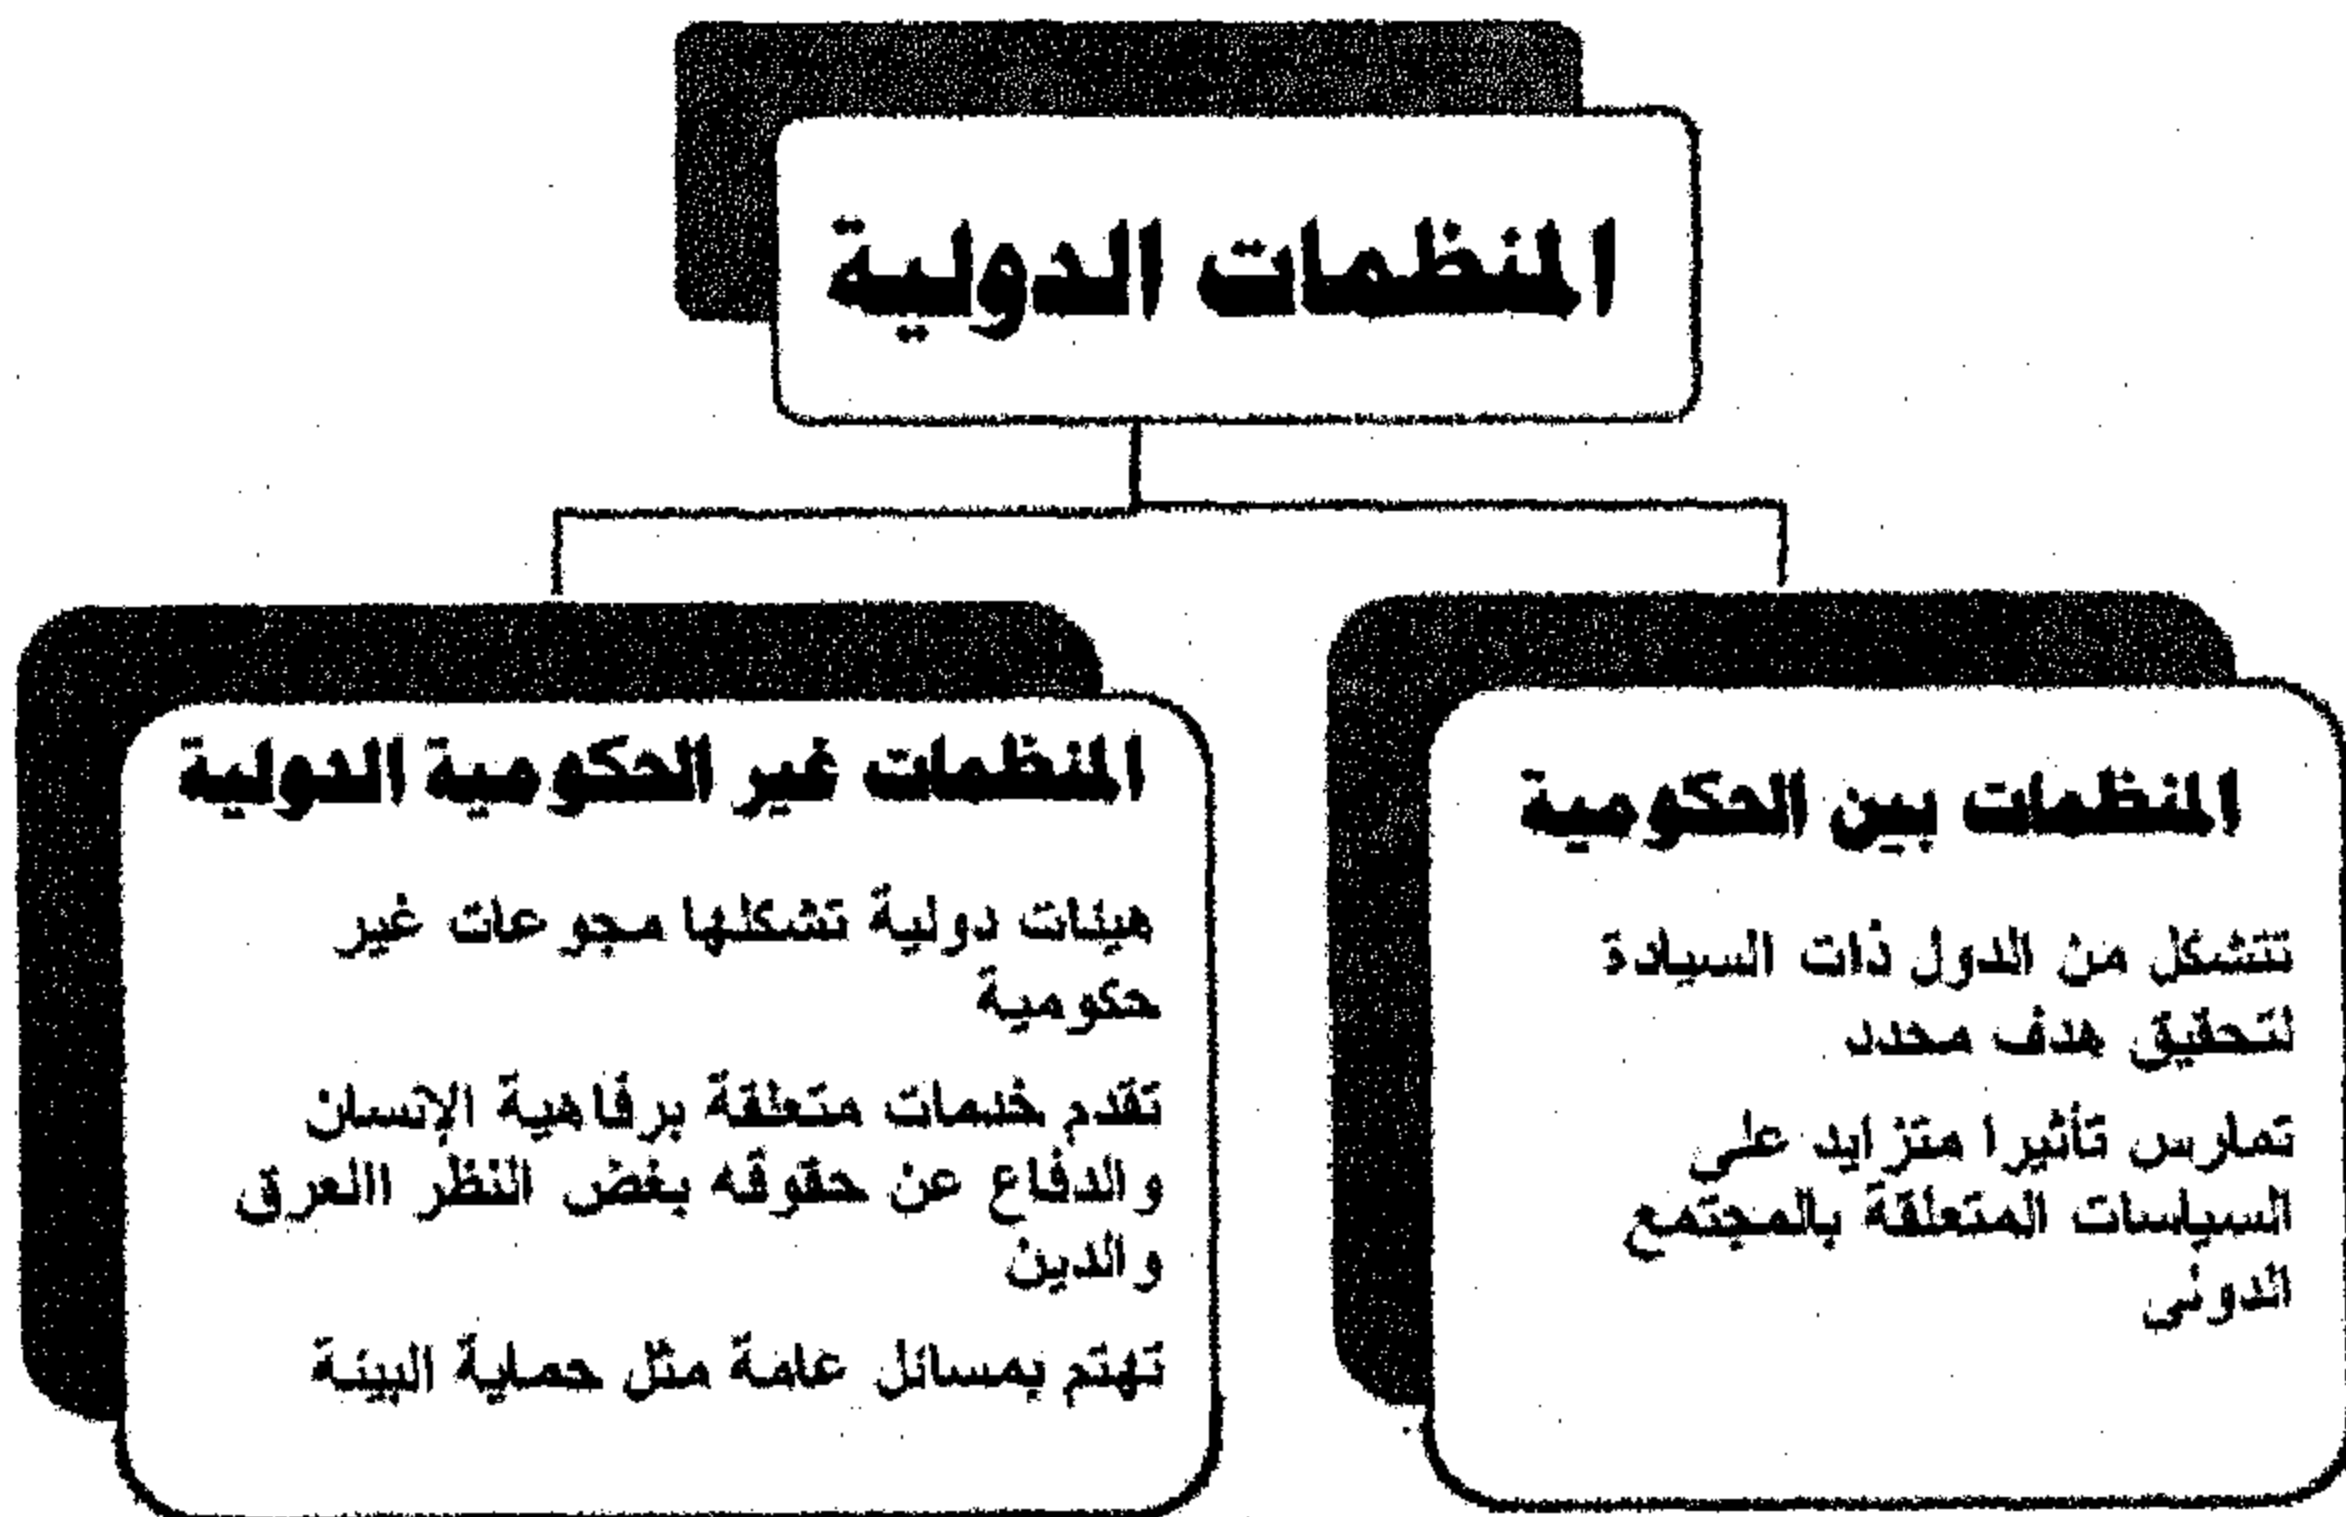 المنظمات الدولية
المنظمات بين الحكومية
تتشكل من الدول ذات السيادة
لتحقيق هدف محدد
تمارس تأثيرا متزايد على
السياسات المتعلقة بالمجتمع
الدولى
المنظمات غير الحكومية الدولية
هيئات دولية تشكلها مجوعات غير
حكومية
تقدم خدمات متعلقة برفاهية الإنسان
والدفاع عن حقوقه بغض النظر االعرق
والدين
تهتم بمسائل عامة مثل حماية البيئة